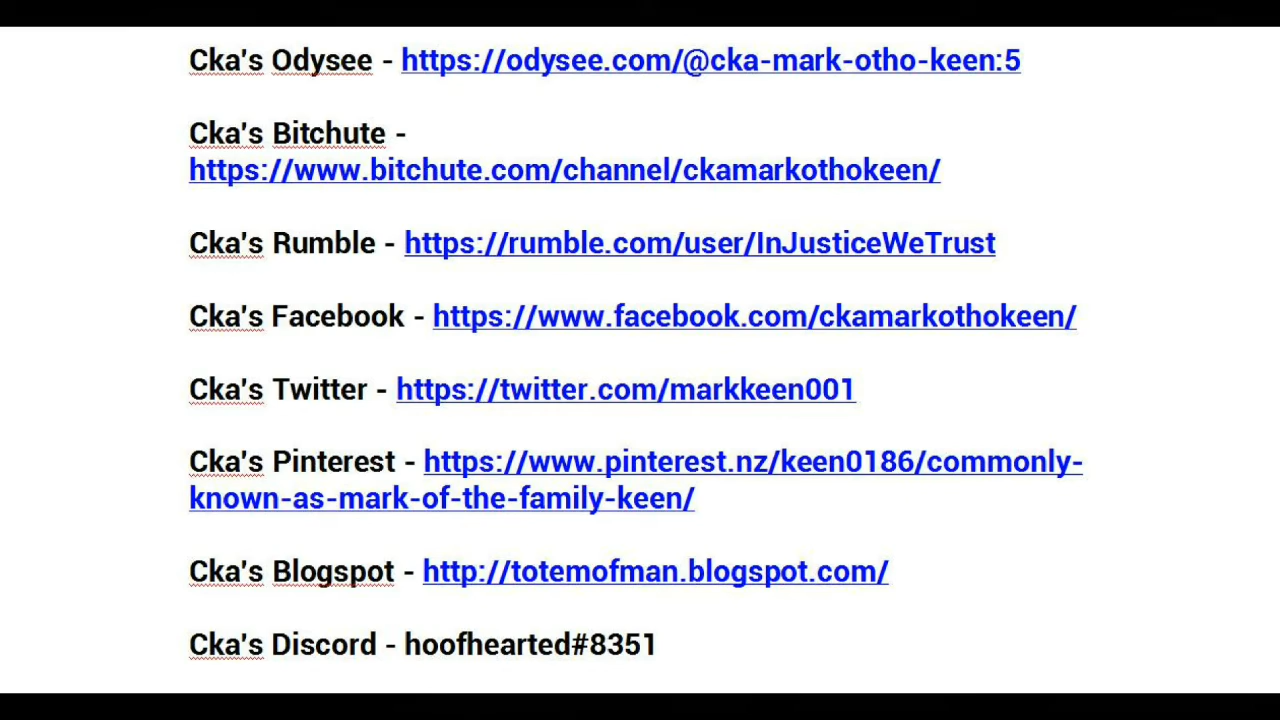 Cka's Odysee - https://odysee.com/@cka-mark-otho-keen:5
Cka's Bitchute -
https://www.bitchute.com/channel/ckamarkothokeen/
Cka's Rumble - https://rumble.com/user/InJusticeWeTrust
Cka's Facebook - https://www.facebook.com/ckamarkothokeen/
Cka's Twitter - https://twitter.com/markkeen001
Cka's Pinterest - https://www.pinterest.nz/keen0186/commonly-
known-as-mark-of-the-family-keen/
Cka's Blogspot - http://totemofman.blogspot.com/
Cka's Discord - hoofhearted#8351